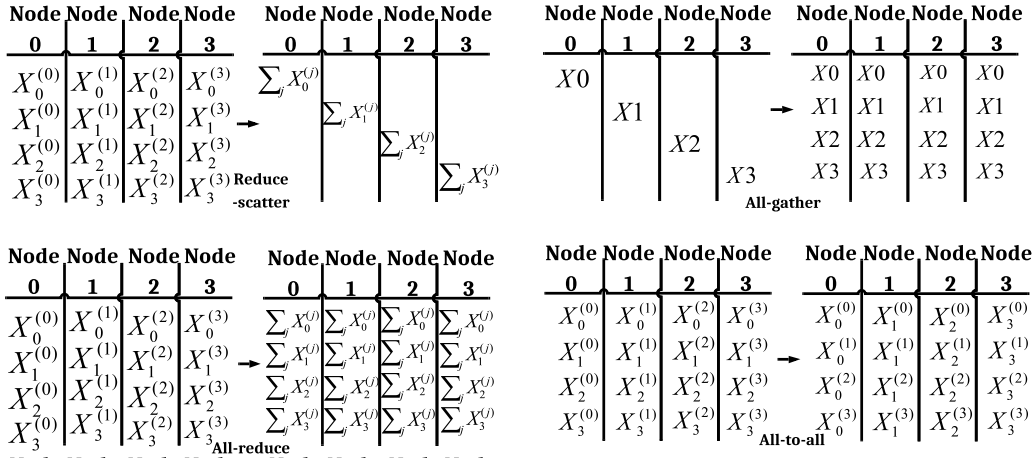 Node Node Node Node Node Node Node Node
0 1 2 3 0 1 2 3
X_0^{(0)} X_0^{(1)} X_0^{(2)} X_0^{(3)} ∑_j X_0^{(j)}
X_1^{(0)} X_1^{(1)} X_1^{(2)} X_1^{(3)} ∑_j X_1^{(j)}
X_2^{(0)} X_2^{(1)} X_2^{(2)} X_2^{(3)} ∑_j X_2^{(j)}
X_3^{(0)} X_3^{(1)} X_3^{(2)} X_3^{(3)} ∑_j X_3^{(j)}
Reduce
-scatter
Node Node Node Node Node Node Node Node
0 1 2 3 0 1 2 3
X0 X0 X0 X0 X0
X1 X1 X1 X1 X1
X2 X2 X2 X2 X2
X3 X3 X3 X3 X3
All-gather
Node Node Node Node Node Node Node Node
0 1 2 3 0 1 2 3
X_0^{(0)} X_0^{(1)} X_0^{(2)} X_0^{(3)} ∑_j X_0^{(j)} ∑_j X_0^{(j)} ∑_j X_0^{(j)} ∑_j X_0^{(j)}
X_1^{(0)} X_1^{(1)} X_1^{(2)} X_1^{(3)} ∑_j X_1^{(j)} ∑_j X_1^{(j)} ∑_j X_1^{(j)} ∑_j X_1^{(j)}
X_2^{(0)} X_2^{(1)} X_2^{(2)} X_2^{(3)} ∑_j X_2^{(j)} ∑_j X_2^{(j)} ∑_j X_2^{(j)} ∑_j X_2^{(j)}
X_3^{(0)} X_3^{(1)} X_3^{(2)} X_3^{(3)} ∑_j X_3^{(j)} ∑_j X_3^{(j)} ∑_j X_3^{(j)} ∑_j X_3^{(j)}
All-reduce
Node Node Node Node Node Node Node Node
0 1 2 3 0 1 2 3
X_0^{(0)} X_0^{(1)} X_0^{(2)} X_0^{(3)} X_0^{(0)} X_1^{(0)} X_2^{(0)} X_3^{(0)}
X_1^{(0)} X_1^{(1)} X_1^{(2)} X_1^{(3)} X_0^{(1)} X_1^{(1)} X_2^{(1)} X_3^{(1)}
X_2^{(0)} X_2^{(1)} X_2^{(2)} X_2^{(3)} X_0^{(2)} X_1^{(2)} X_2^{(2)} X_3^{(2)}
X_3^{(0)} X_3^{(1)} X_3^{(2)} X_3^{(3)} X_0^{(3)} X_1^{(3)} X_2^{(3)} X_3^{(3)}
All-to-all